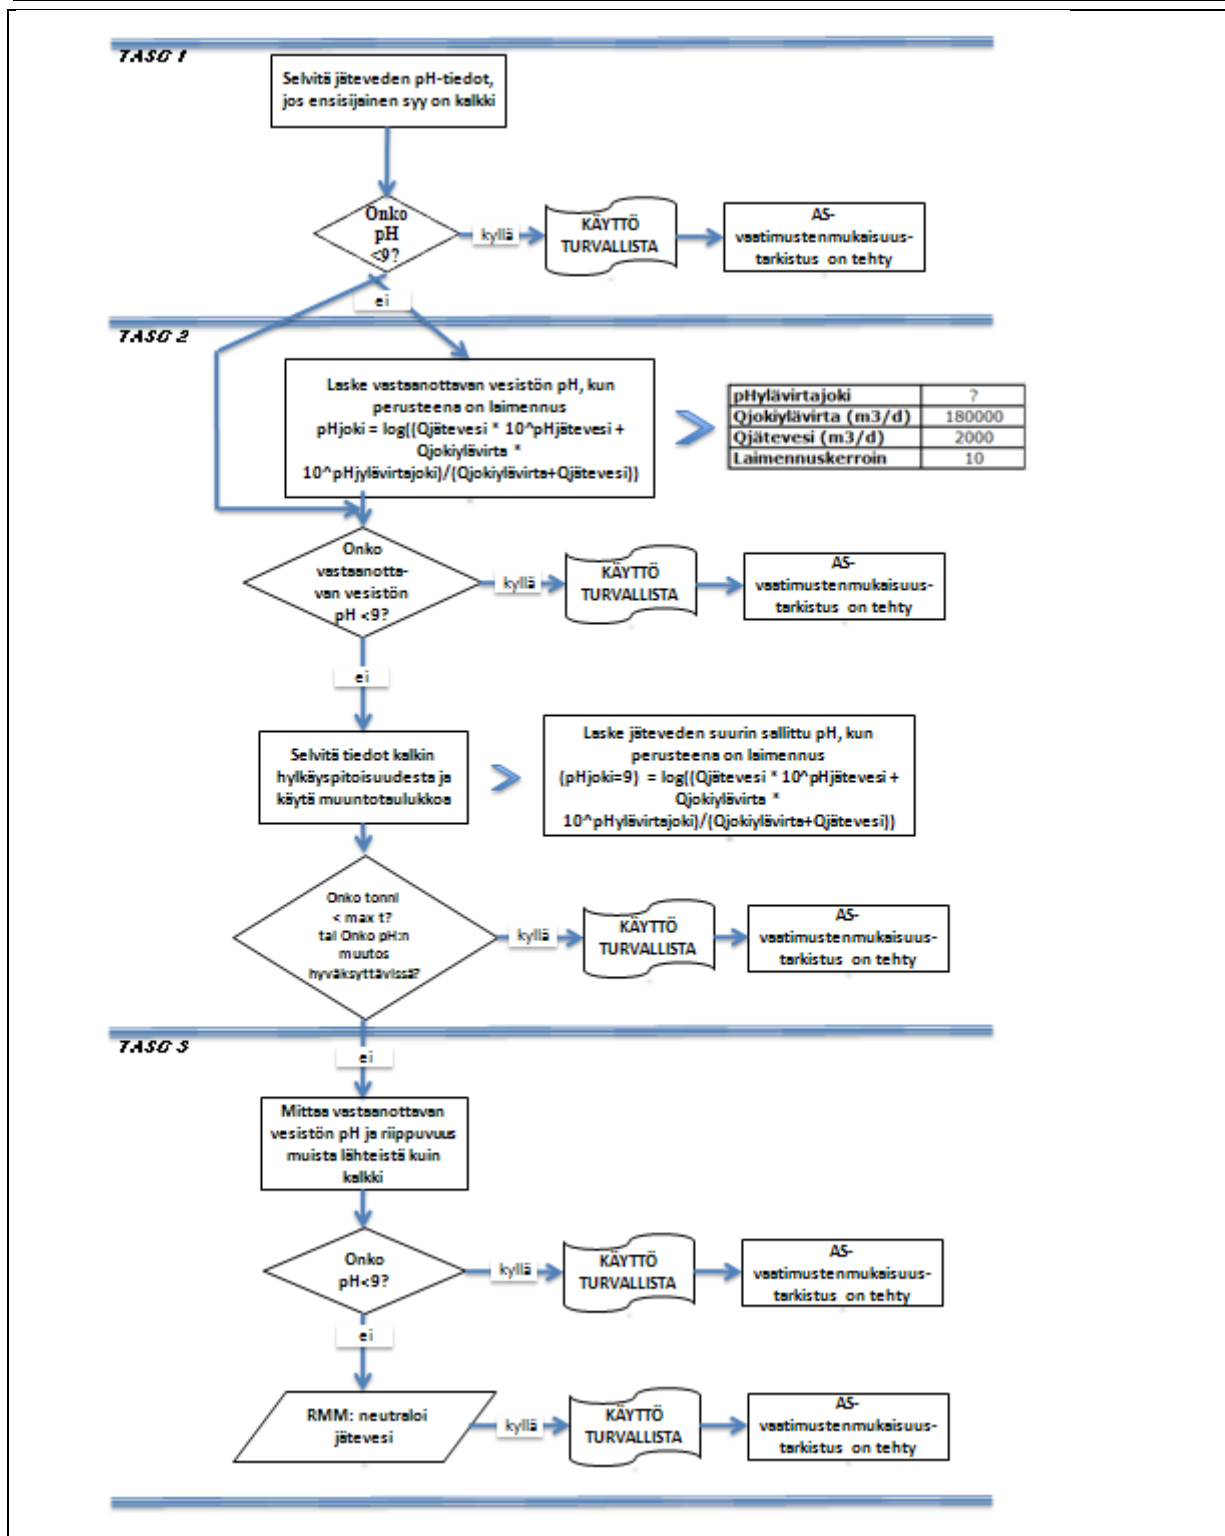 TASO 1
Selvitä jäteveden pH-tiedot,
jos ensisijainen syy on kalkki
Onko
pH
<9?
kyllä
KÄYTTÖ
TURVALLISTA
AS-
vaatimustenmukaisuus-
tarkistus on tehty
ei
TASO 2
Laske vastaanottavan vesistön pH, kun
perusteena on laimennus
pHjoki = log((Qjätevesi * 10^pHjätevesi +
Qjokiylävirta *
10^pHjylävirtajoki)/(Qjokiylävirta+Qjätevesi))
pHylävirtajoki ?
Qjokiylävirta (m3/d) 180000
Qjätevesi (m3/d) 2000
Laimennuskerroin 10
Onko
vastaanotta-
van vesistön
pH <9?
kyllä
KÄYTTÖ
TURVALLISTA
AS-
vaatimustenmukaisuus-
tarkistus on tehty
ei
Selvitä tiedot kalkin
hylkäyspitoisuudesta ja
käytä muuntotaulukkoa
Laske jäteveden suurin sallittu pH, kun
perusteena on laimennus
(pHjoki=9) = log((Qjätevesi * 10^pHjätevesi +
Qjokiylävirta *
10^pHylävirtajoki)/(Qjokiylävirta+Qjätevesi))
Onko tonni
< max t?
tai Onko pH:n
muutos
hyväksyttävissä?
kyllä
KÄYTTÖ
TURVALLISTA
AS-
vaatimustenmukaisuus-
tarkistus on tehty
TASO 3
ei
Mittaa vastaanottavan
vesistön pH ja riippuvuus
muista lähteistä kuin
kalkki
Onko
pH<9?
kyllä
KÄYTTÖ
TURVALLISTA
AS-
vaatimustenmukaisuus-
tarkistus on tehty
ei
RMM: neutraloi
jätevesi
kyllä
KÄYTTÖ
TURVALLISTA
AS-
vaatimustenmukaisuus-
tarkistus on tehty